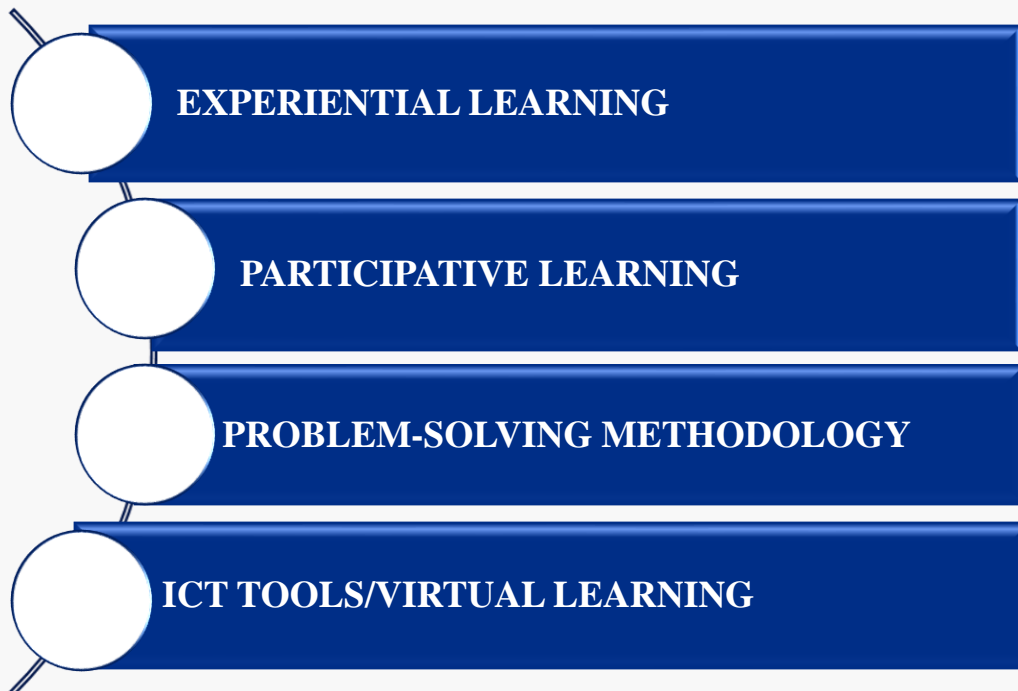 EXPERIENTIAL LEARNING
PARTICIPATIVE LEARNING
PROBLEM-SOLVING METHODOLOGY
ICT TOOLS/VIRTUAL LEARNING